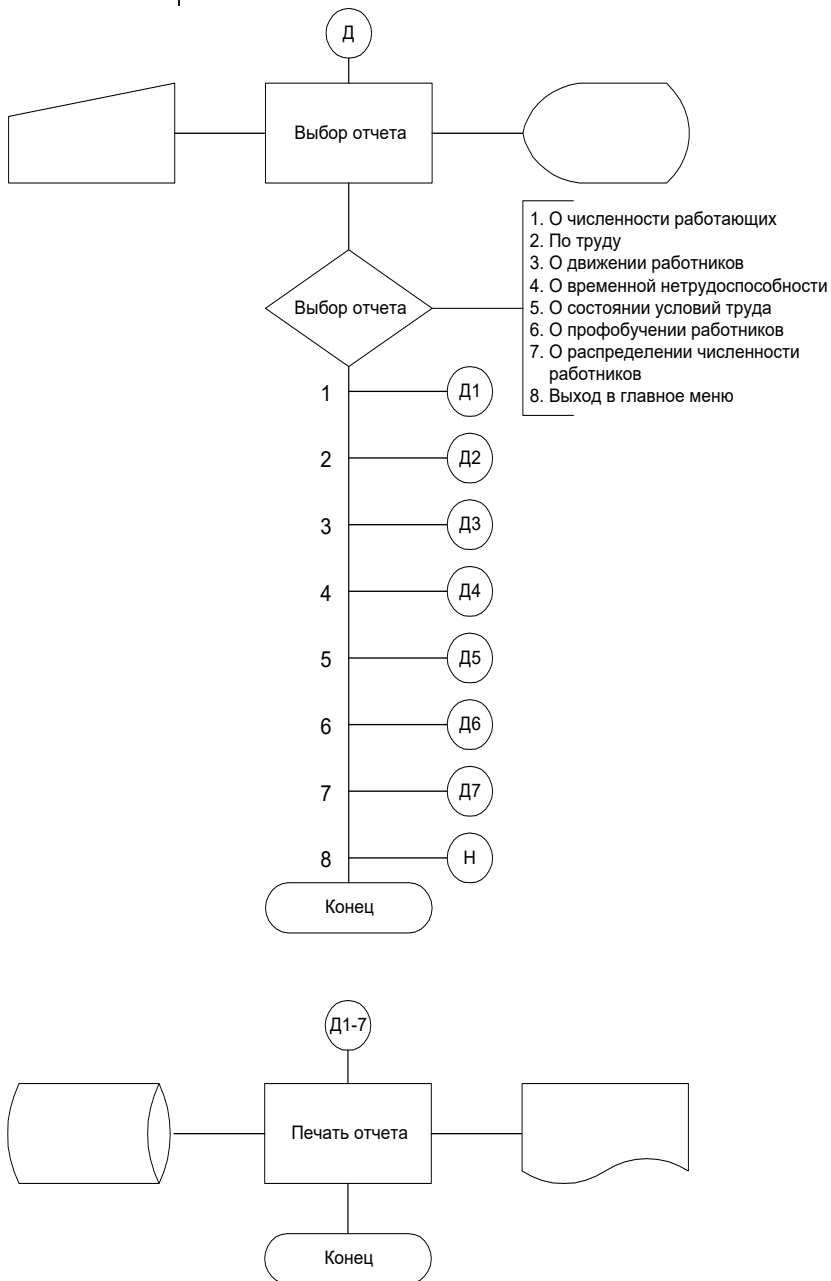 Д
Выбор отчета
Выбор отчета
1. О численности работающих
2. По труду
3. О движении работников
4. О временной нетрудоспособности
5. О состоянии условий труда
6. О профобучении работников
7. О распределении численности
работников
8. Выход в главное меню
1
Д1
2
Д2
3
Д3
4
Д4
5
Д5
6
Д6
7
Д7
8
Н
Конец
Д1-7
Печать отчета
Конец